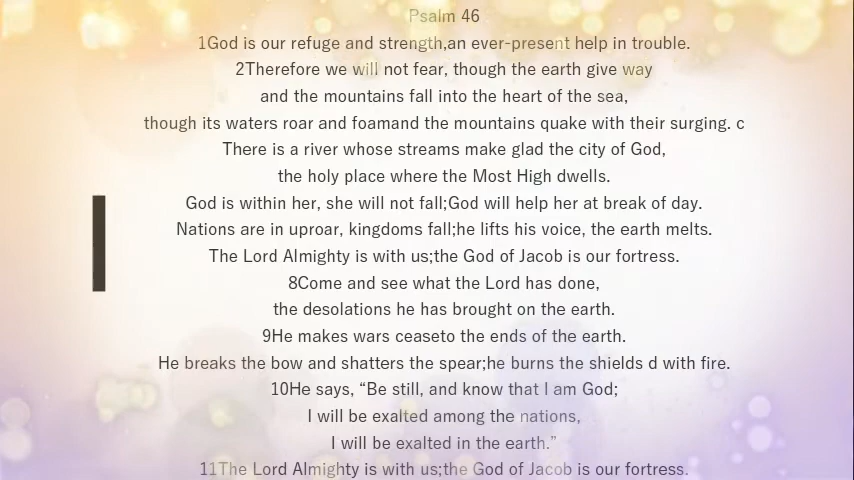 Psalm 46
1God is our refuge and strength,an ever-present help in trouble.
2Therefore we will not fear, though the earth give way
and the mountains fall into the heart of the sea,
though its waters roar and foamand the mountains quake with their surging. c
There is a river whose streams make glad the city of God,
the holy place where the Most High dwells.
God is within her, she will not fall;God will help her at break of day.
Nations are in uproar, kingdoms fall;he lifts his voice, the earth melts.
The Lord Almighty is with us;the God of Jacob is our fortress.
8Come and see what the Lord has done,
the desolations he has brought on the earth.
9He makes wars ceaseto the ends of the earth.
He breaks the bow and shatters the spear;he burns the shields d with fire.
10He says, “Be still, and know that I am God;
I will be exalted among the nations,
I will be exalted in the earth.”
11The Lord Almighty is with us;the God of Jacob is our fortress.